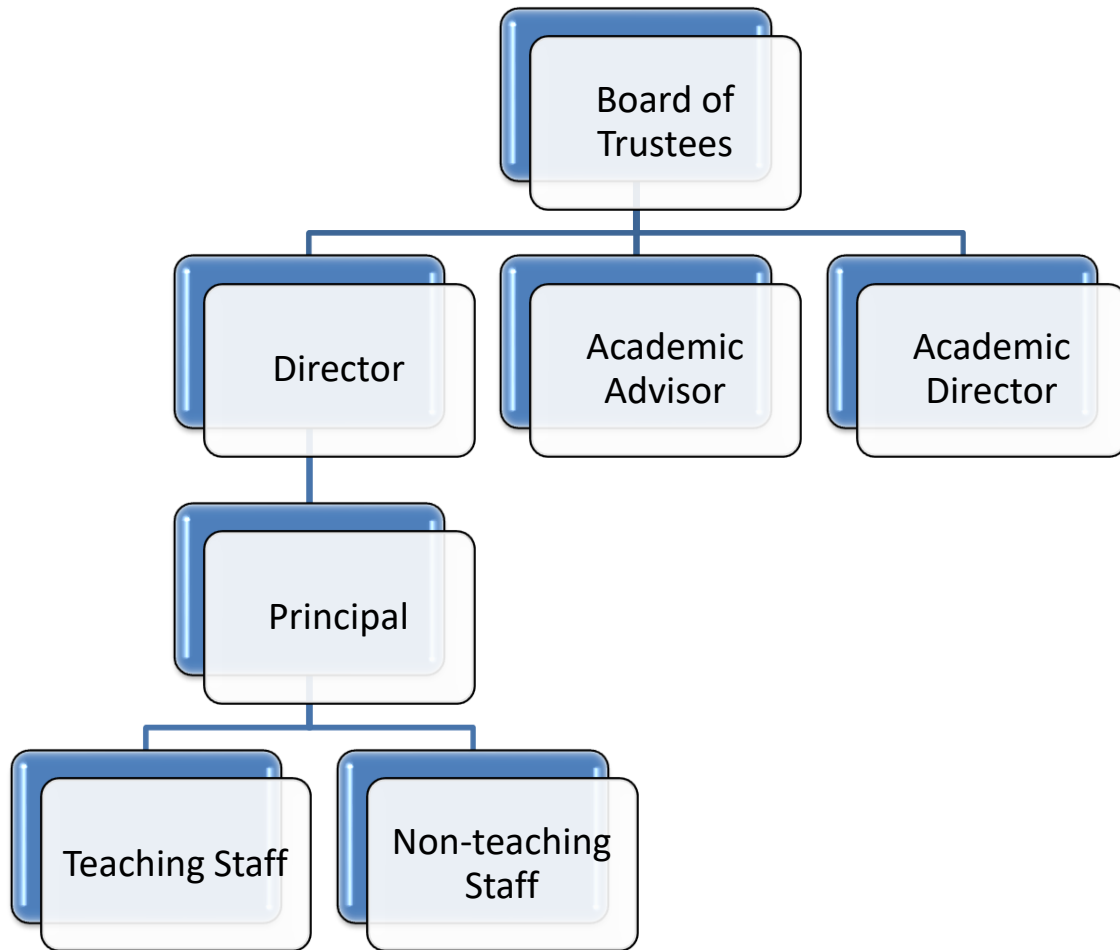 Board of
Trustees
Director
Academic
Advisor
Academic
Director
Principal
Teaching Staff
Non-teaching
Staff